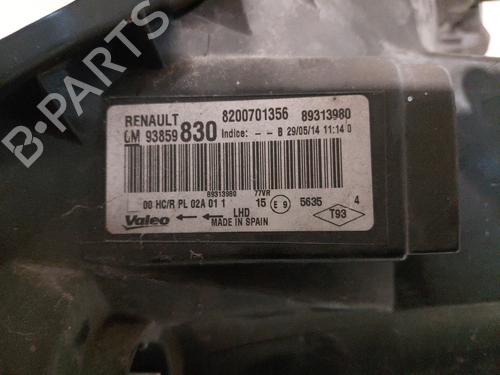 RENAULT 8200701356 89313980
GM 93859 830 Indice: - - B 29/05/14 11:14 0
89313980 77VR
00 HC/R PL 02A 01 1 15 E 9 5635 4
Valeo LHD T93
MADE IN SPAIN
B-PARTS